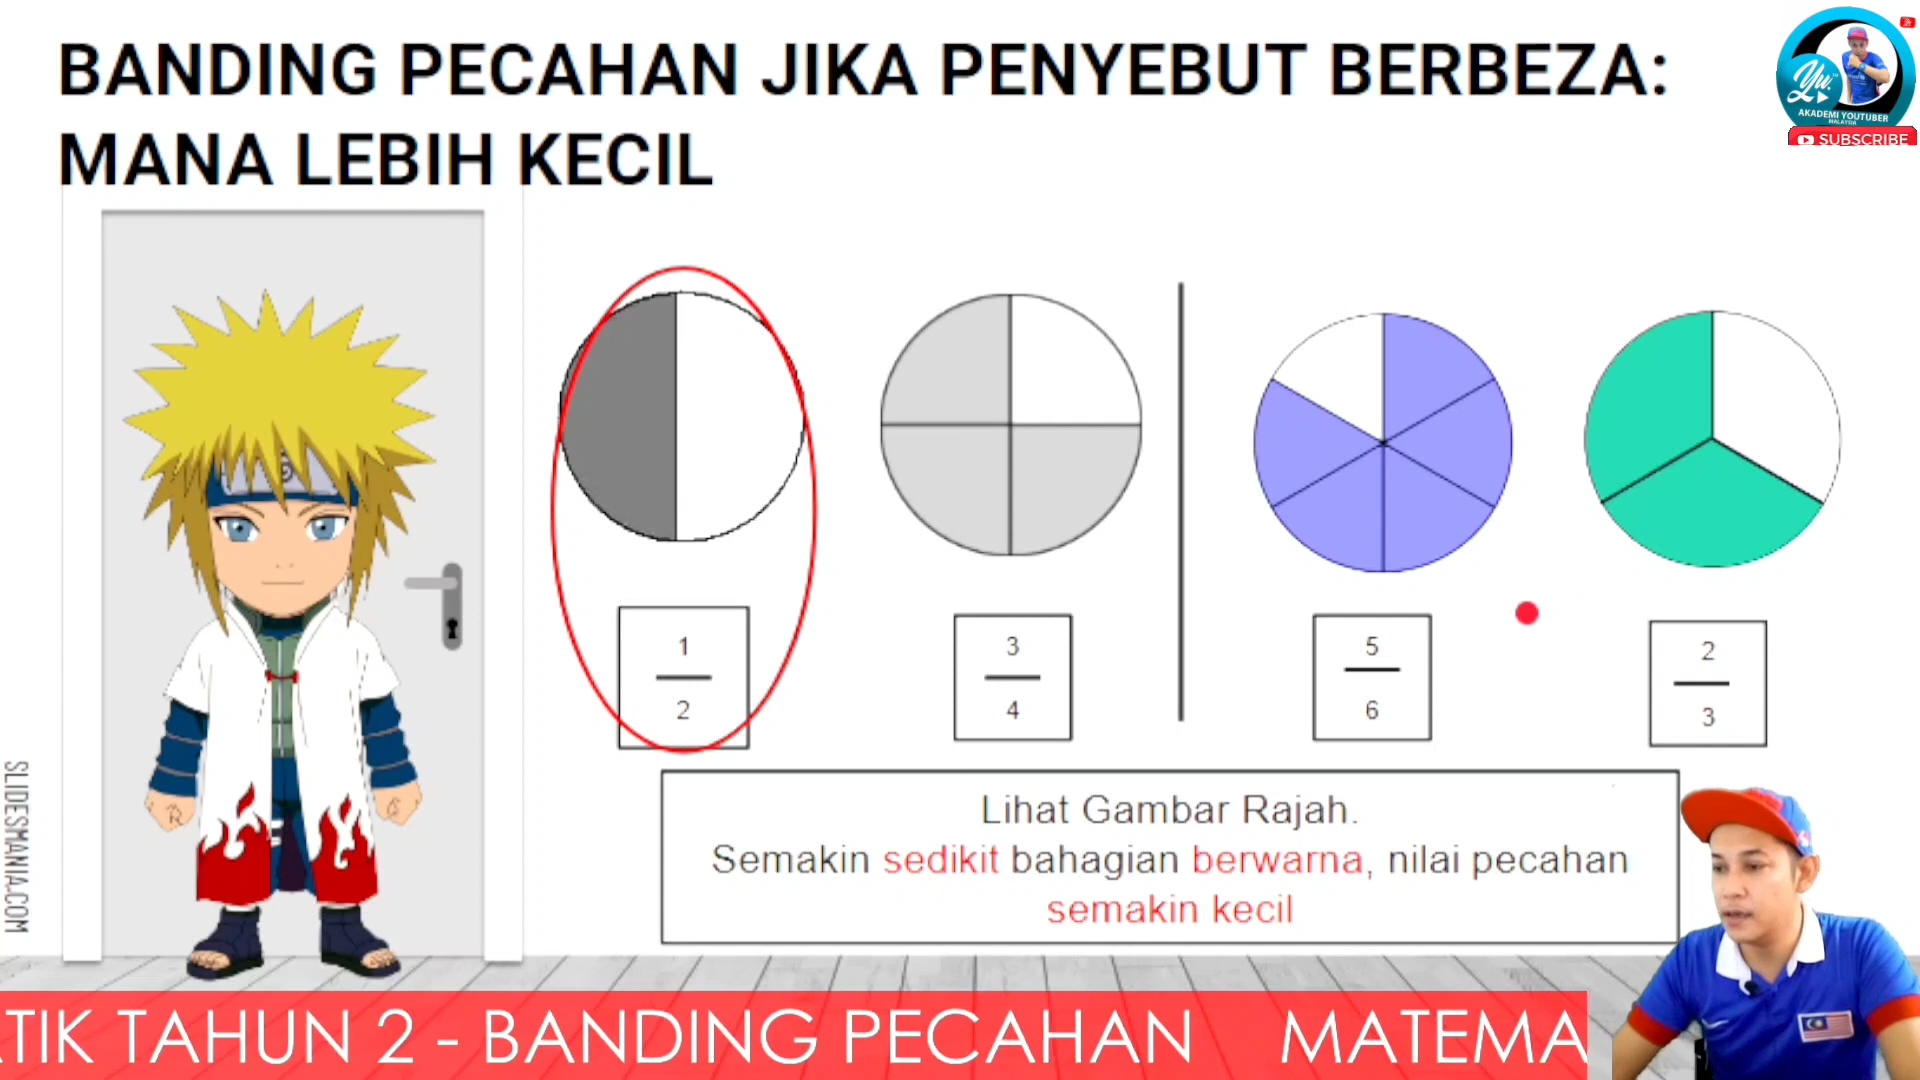 BANDING PECAHAN JIKA PENYEBUT BERBEZA:
MANA LEBIH KECIL
AKADEMI YOUTUBER
MALAYSIA
SUBSCRIBE
1
2
3
4
5
6
2
3
Lihat Gambar Rajah.
Semakin sedikit bahagian berwarna, nilai pecahan
semakin kecil
SLIDESMANIA.COM
TIK TAHUN 2 - BANDING PECAHAN MATEMA